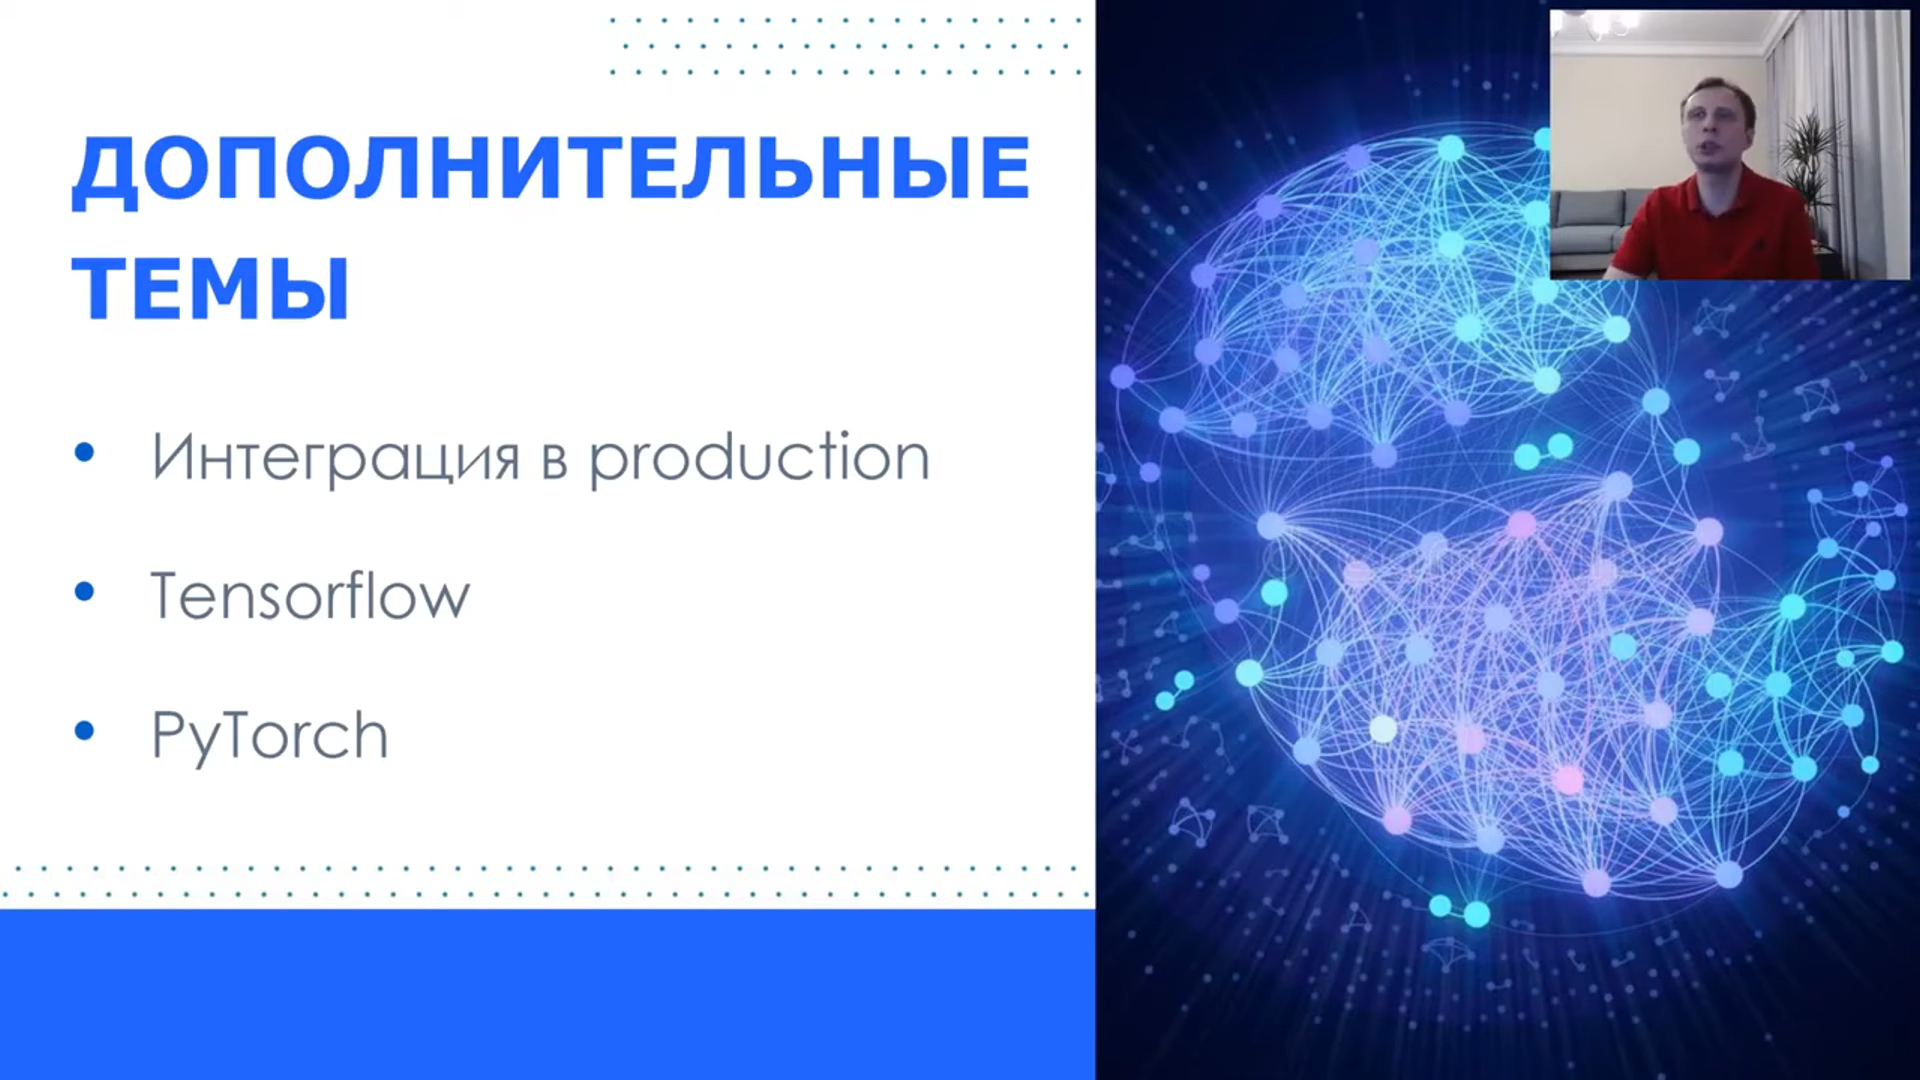 ДОПОЛНИТЕЛЬНЫЕ
ТЕМЫ
Интеграция в production
Tensorflow
PyTorch